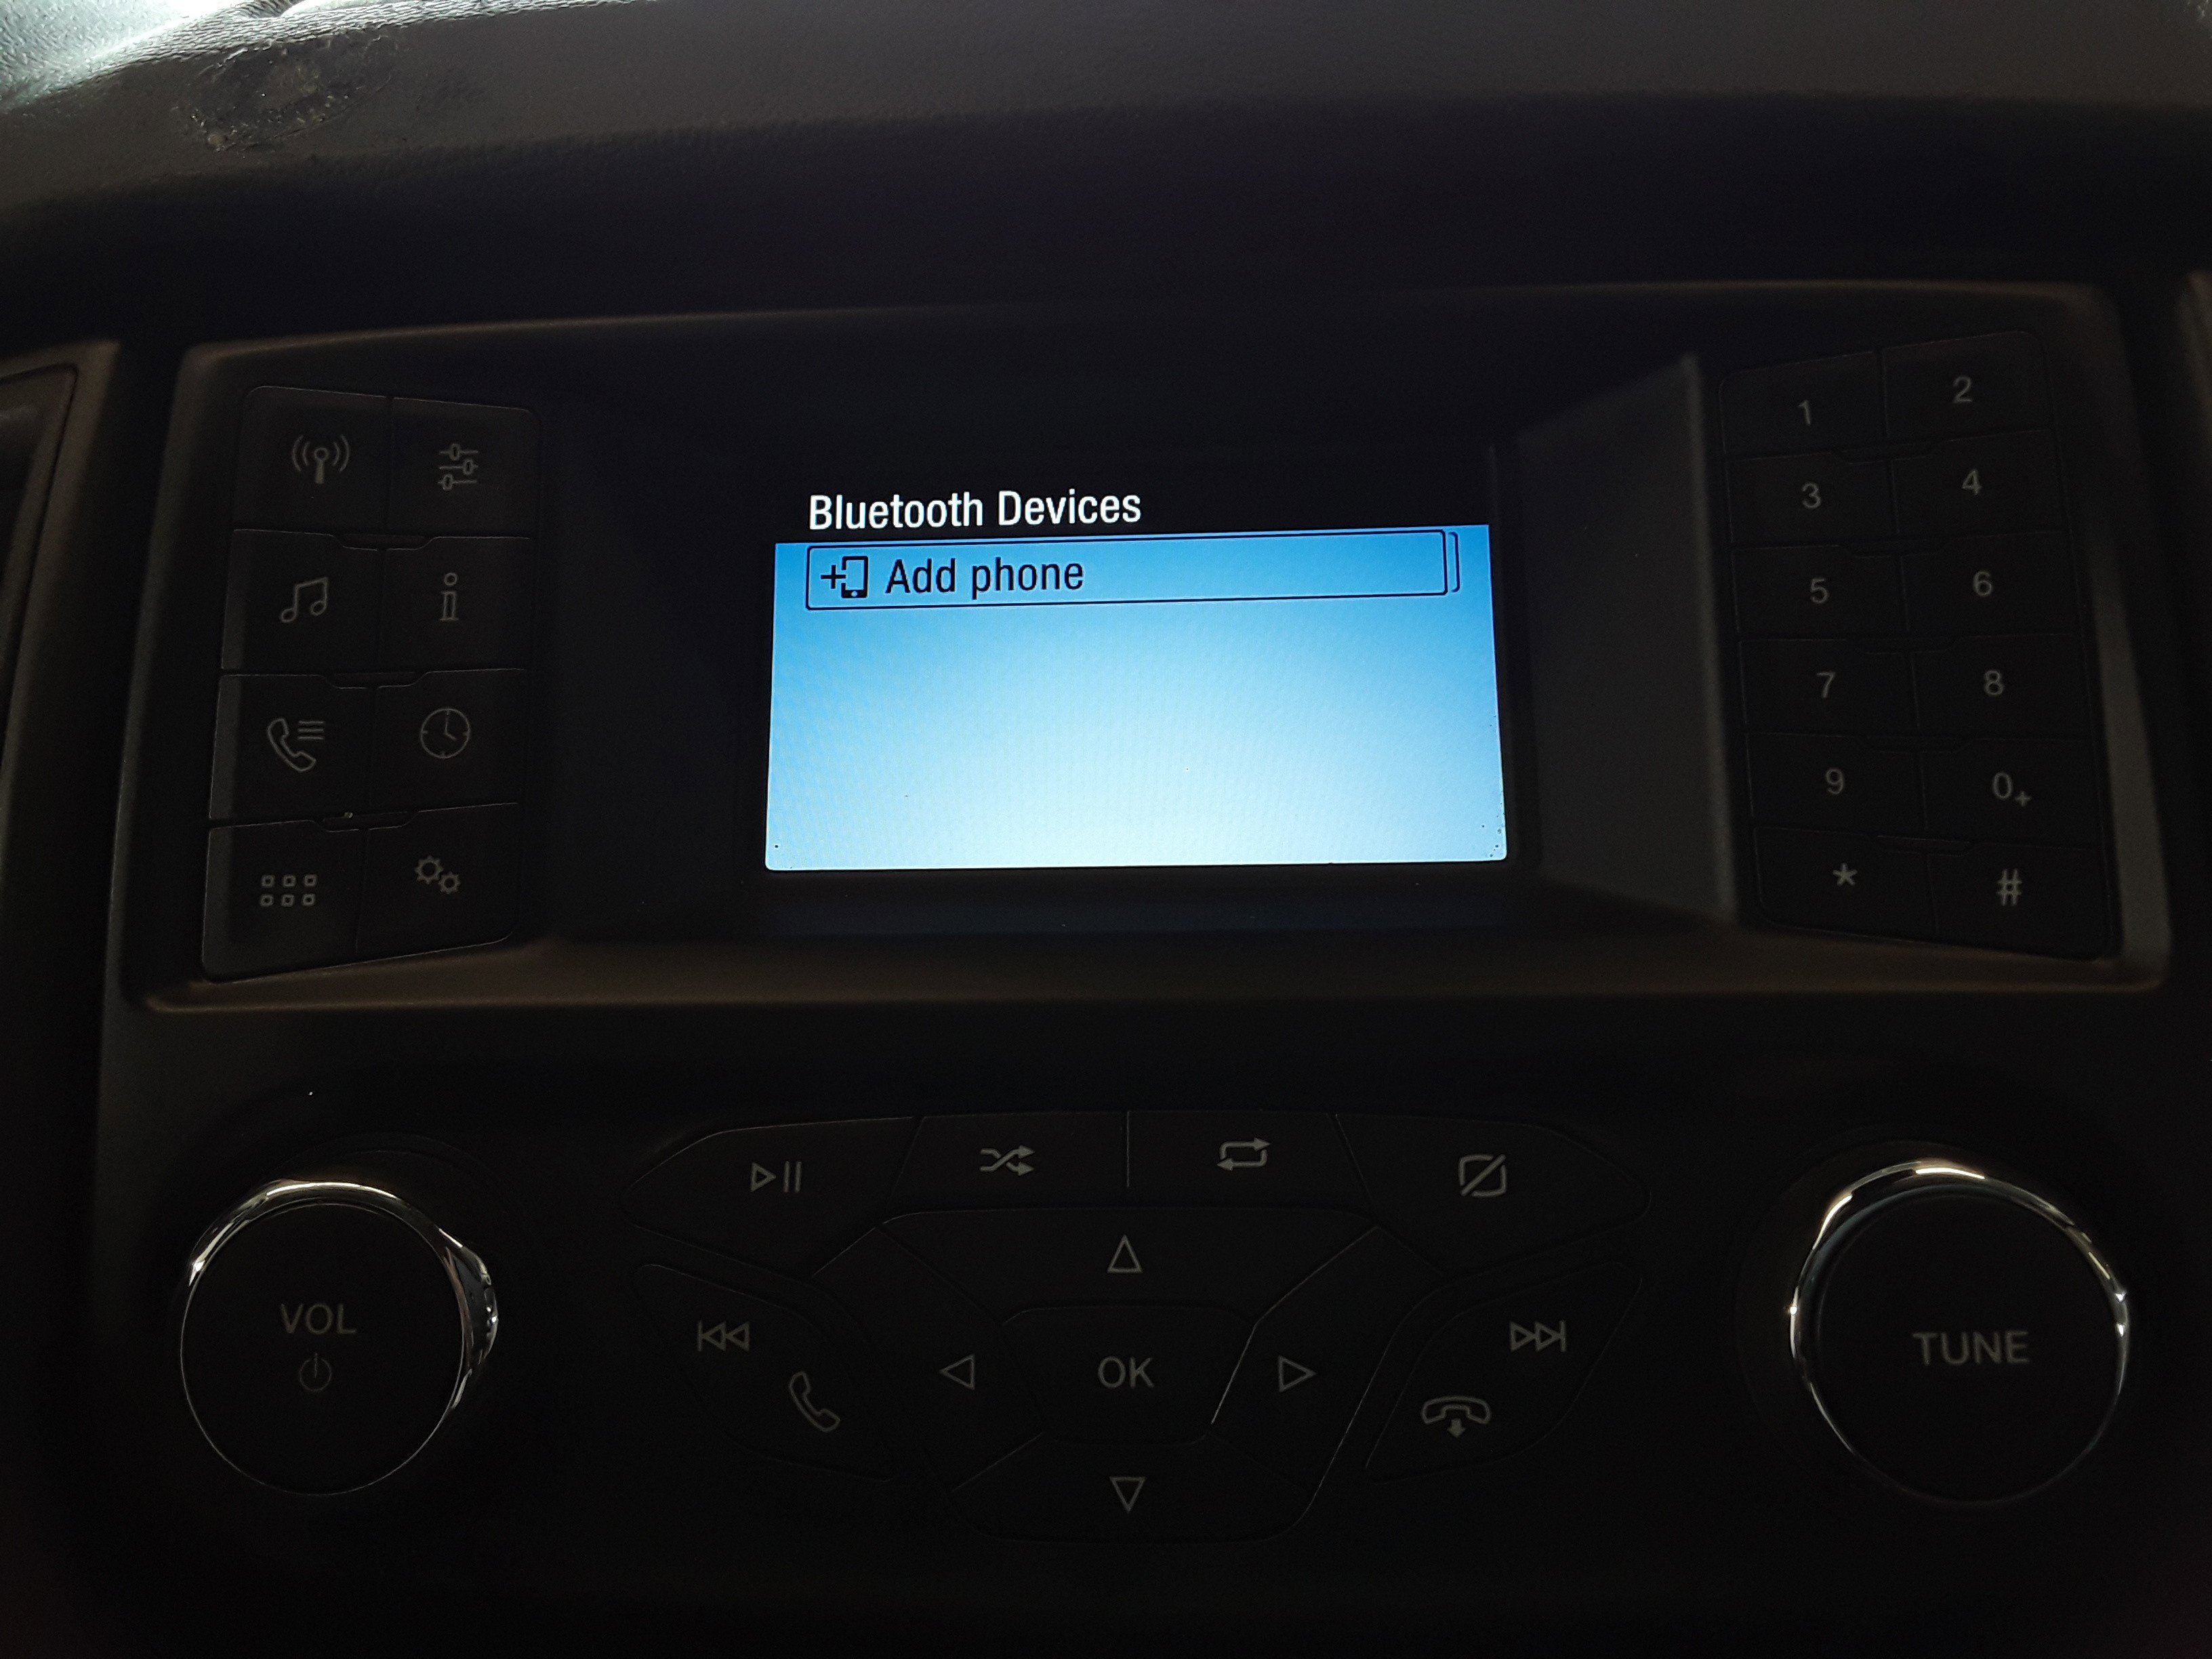 Bluetooth Devices
Add phone
1 2
3 4
5 6
7 8
9 0+
* #
VOL
OK
TUNE